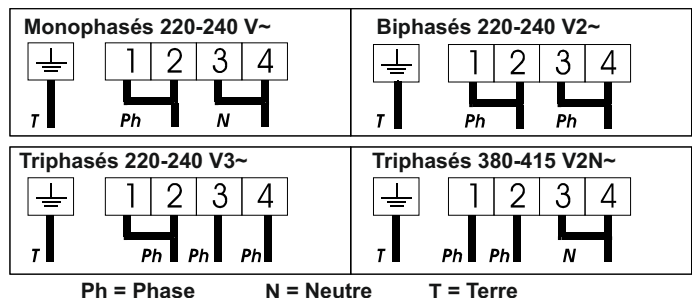 Monophasés 220-240 V~
1 2 3 4
T Ph N
Biphasés 220-240 V2~
1 2 3 4
T Ph Ph
Triphasés 220-240 V3~
1 2 3 4
T Ph Ph Ph
Triphasés 380-415 V2N~
1 2 3 4
T Ph Ph N
Ph = Phase N = Neutre T = Terre